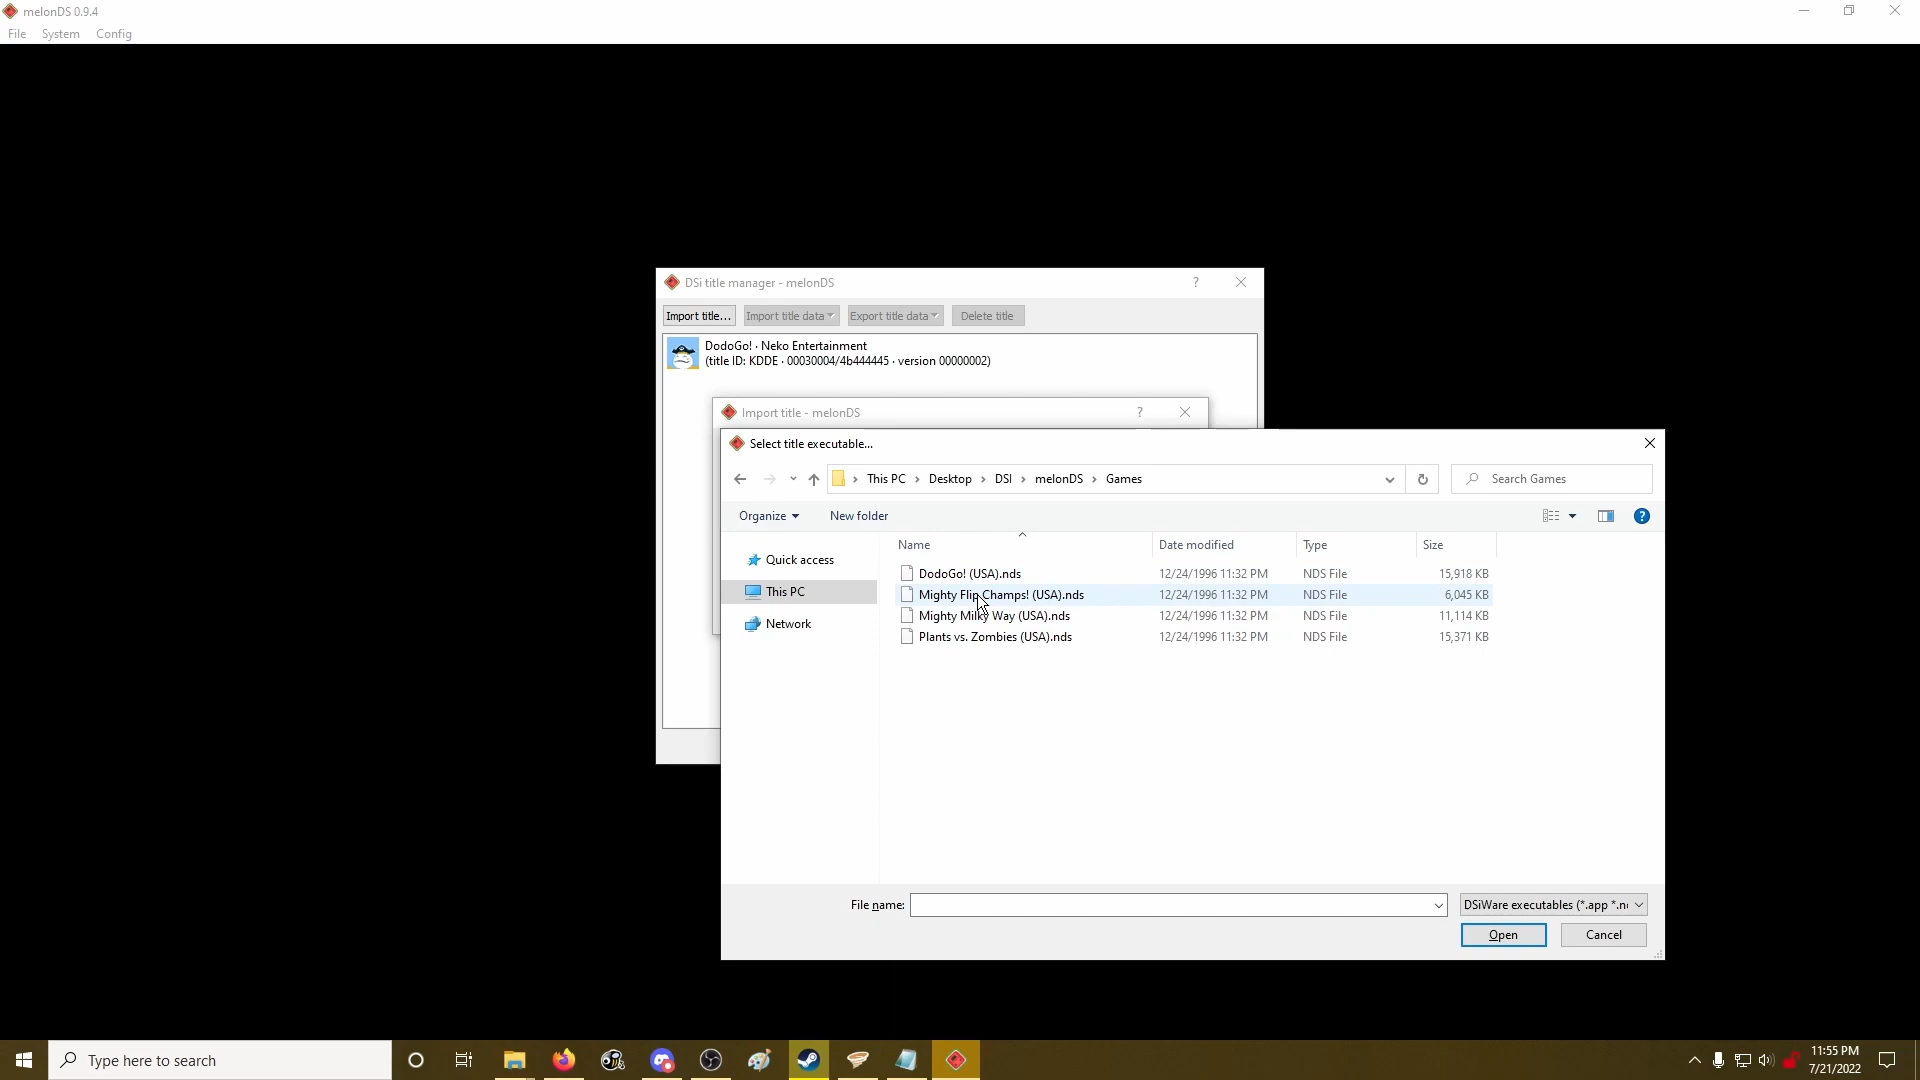 melonDS 0.9.4
File System Config
DSi title manager - melonDS
?
Import title... Import title data Export title data Delete title
DodoGo! · Neko Entertainment
(title ID: KDDE · 00030004/4b444445 · version 00000002)
Import title - melonDS
?
Select title executable...
This PC › Desktop › DSI › melonDS › Games
Search Games
Organize New folder
?
Quick access
This PC
Network
Name Date modified Type Size
DodoGo! (USA).nds 12/24/1996 11:32 PM NDS File 15,918 KB
Mighty Flip Champs! (USA).nds 12/24/1996 11:32 PM NDS File 6,045 KB
Mighty Milky Way (USA).nds 12/24/1996 11:32 PM NDS File 11,114 KB
Plants vs. Zombies (USA).nds 12/24/1996 11:32 PM NDS File 15,371 KB
File name: DSiWare executables (*.app *.n
Open Cancel
Type here to search
11:55 PM
7/21/2022